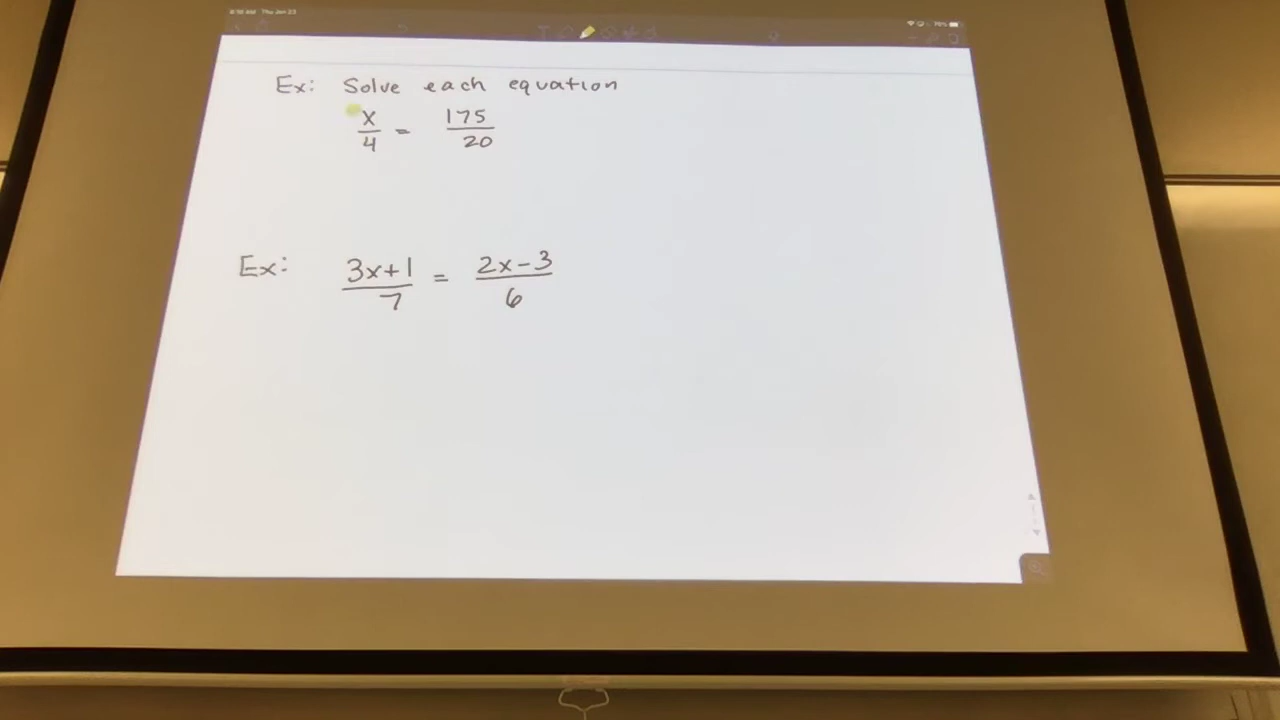 Ex: Solve each equation
x/4 = 175/20
Ex: 3x+1/7 = 2x-3/6